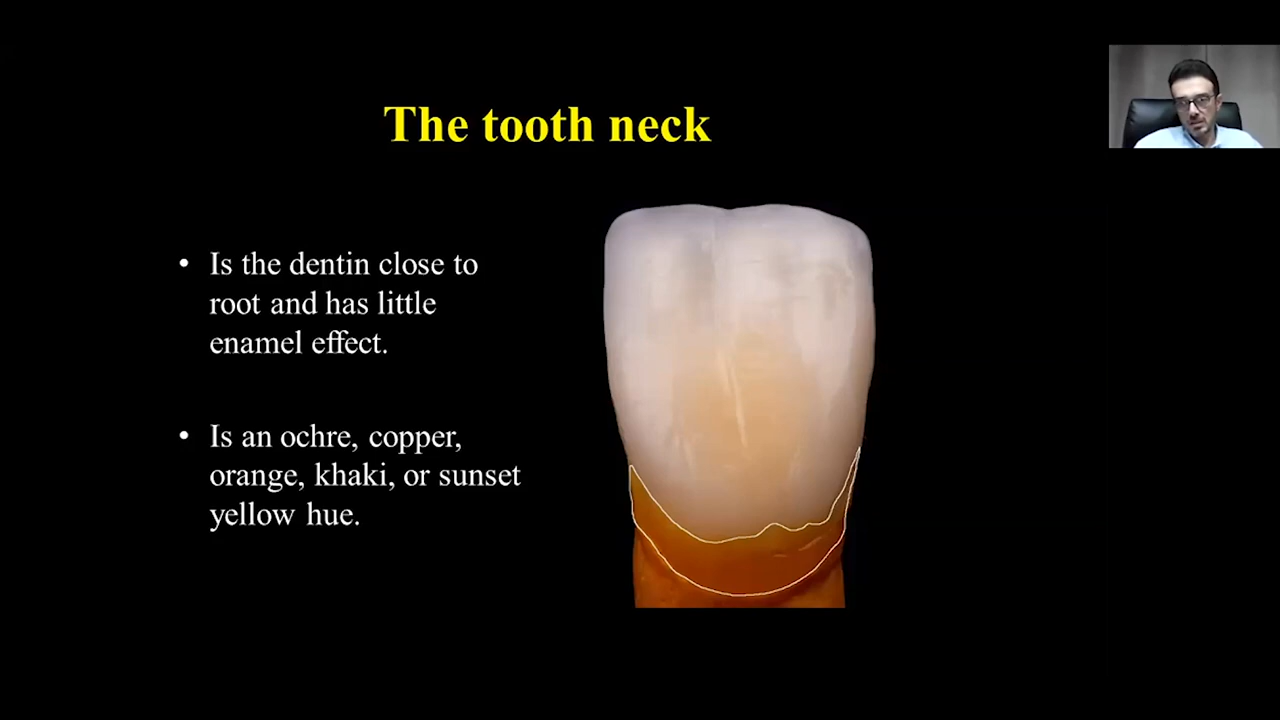 The tooth neck
• Is the dentin close to
root and has little
enamel effect.
• Is an ochre, copper,
orange, khaki, or sunset
yellow hue.